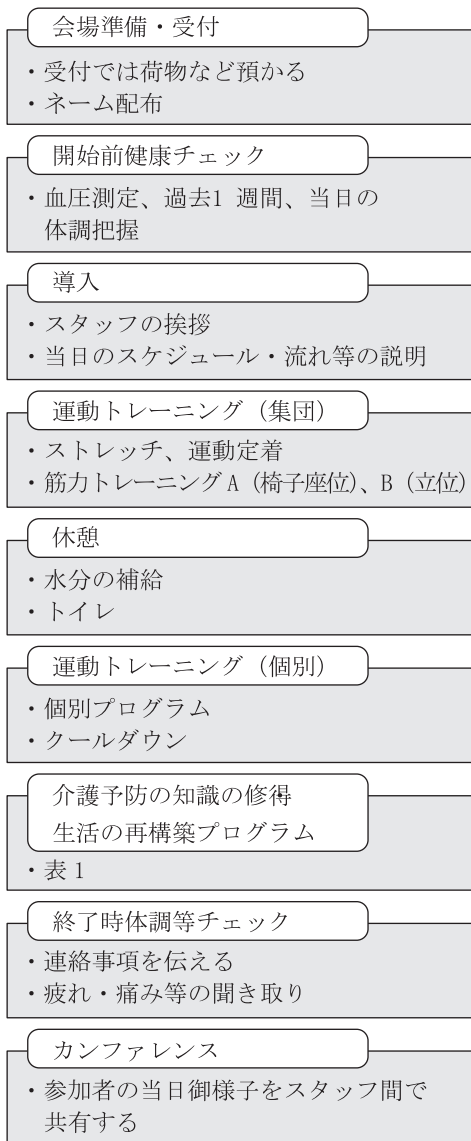 会場準備・受付
・受付では荷物など預かる
・ネーム配布
開始前健康チェック
・血圧測定、過去1 週間、当日の
体調把握
導入
・スタッフの挨拶
・当日のスケジュール・流れ等の説明
運動トレーニング（集団）
・ストレッチ、運動定着
・筋力トレーニング A（椅子座位）、B（立位）
休憩
・水分の補給
・トイレ
運動トレーニング（個別）
・個別プログラム
・クールダウン
介護予防の知識の修得
生活の再構築プログラム
・表 1
終了時体調等チェック
・連絡事項を伝える
・疲れ・痛み等の聞き取り
カンファレンス
・参加者の当日御様子をスタッフ間で
共有する